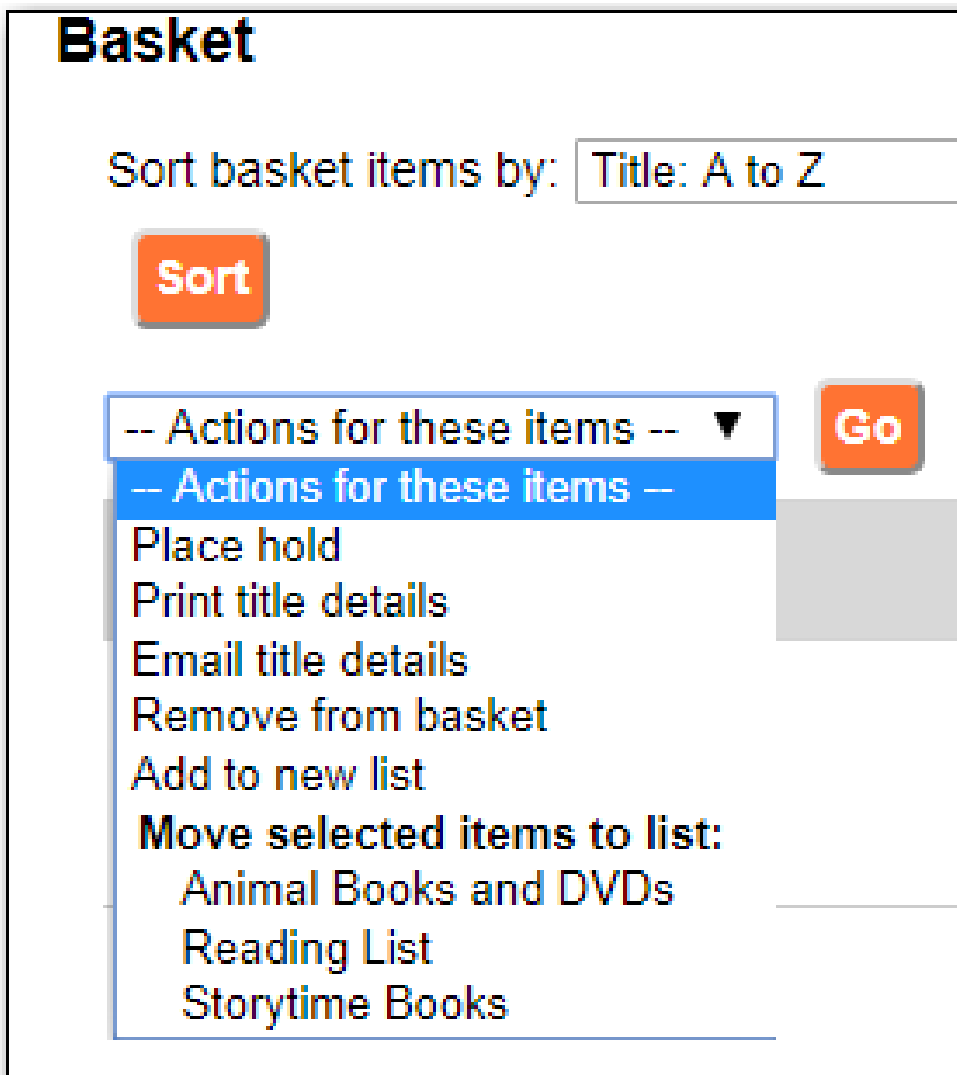 Basket
Sort basket items by: Title: A to Z
Sort
-- Actions for these items -- ▼ Go
-- Actions for these items --
Place hold
Print title details
Email title details
Remove from basket
Add to new list
Move selected items to list:
Animal Books and DVDs
Reading List
Storytime Books